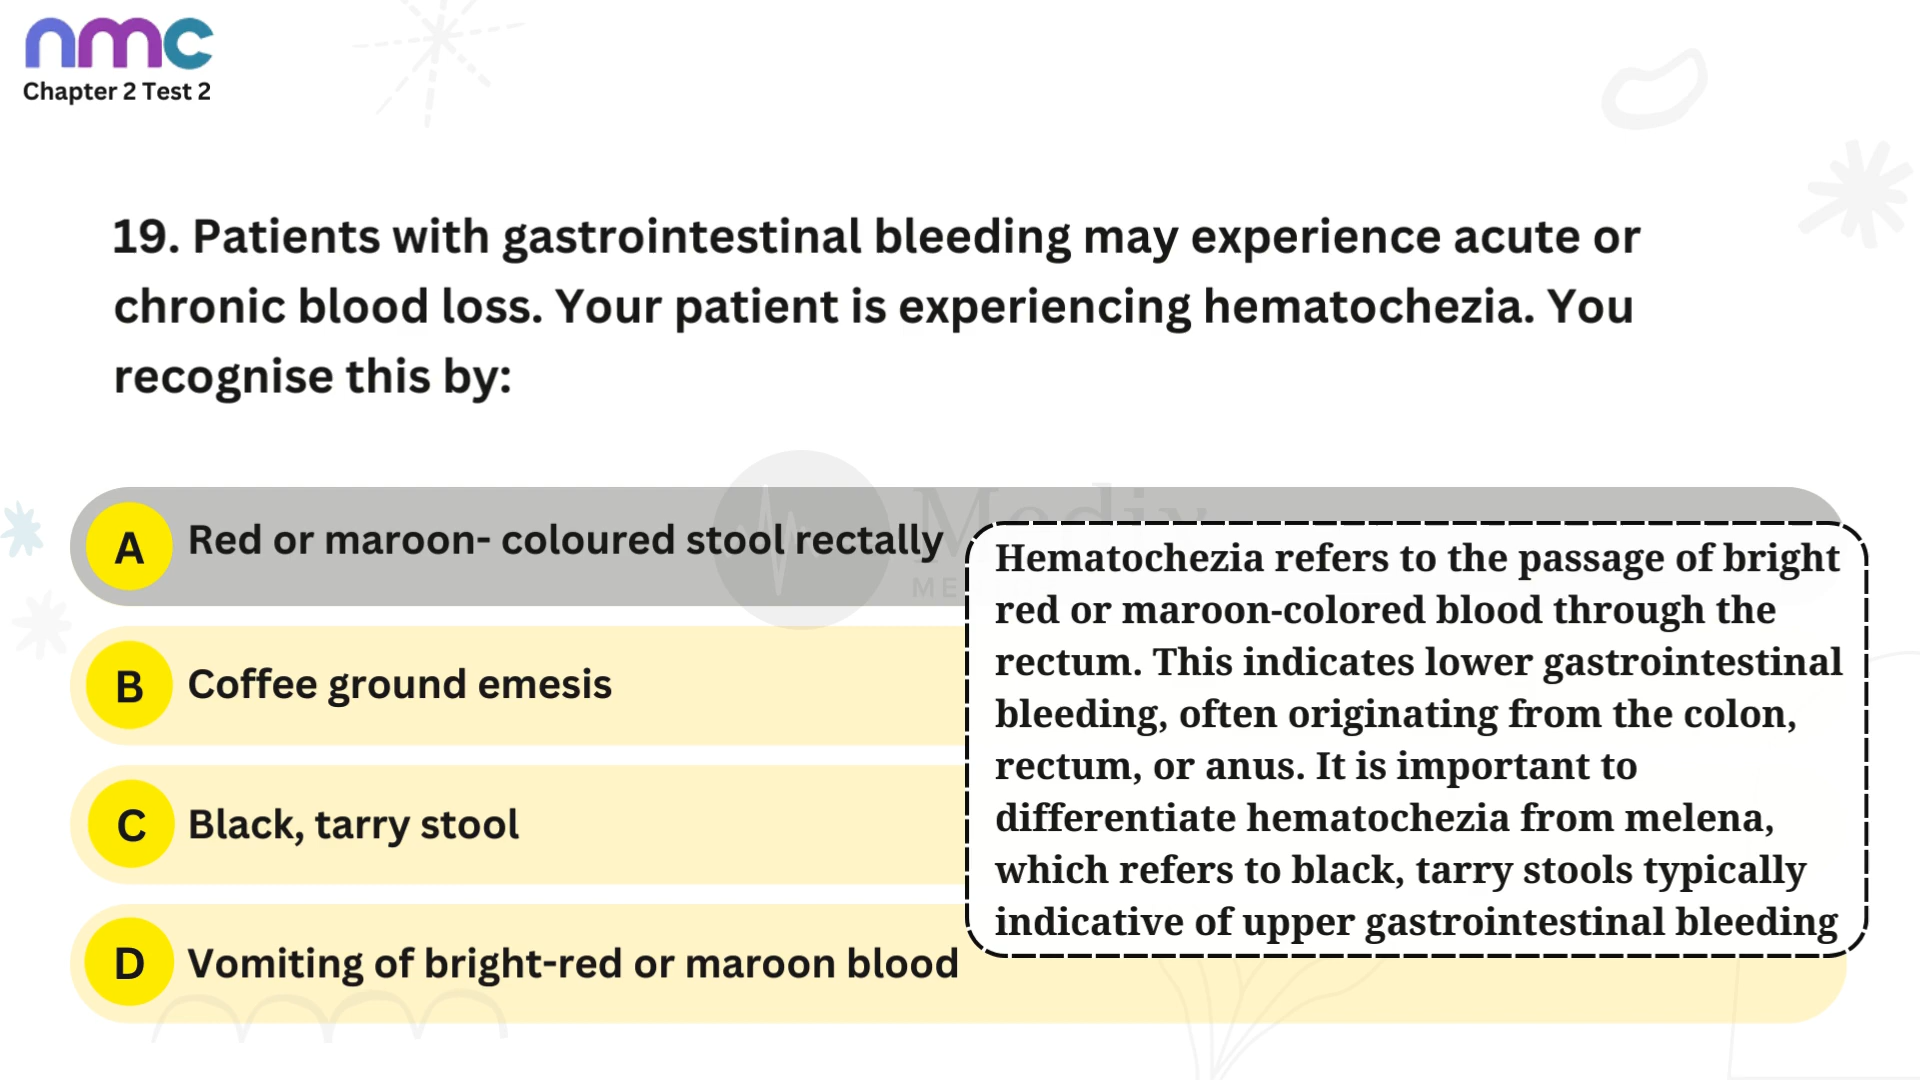 nmc
Chapter 2 Test 2
19. Patients with gastrointestinal bleeding may experience acute or
chronic blood loss. Your patient is experiencing hematochezia. You
recognise this by:
A Red or maroon- coloured stool rectally
B Coffee ground emesis
C Black, tarry stool
D Vomiting of bright-red or maroon blood
Medix
ME
Hematochezia refers to the passage of bright
red or maroon-colored blood through the
rectum. This indicates lower gastrointestinal
bleeding, often originating from the colon,
rectum, or anus. It is important to
differentiate hematochezia from melena,
which refers to black, tarry stools typically
indicative of upper gastrointestinal bleeding